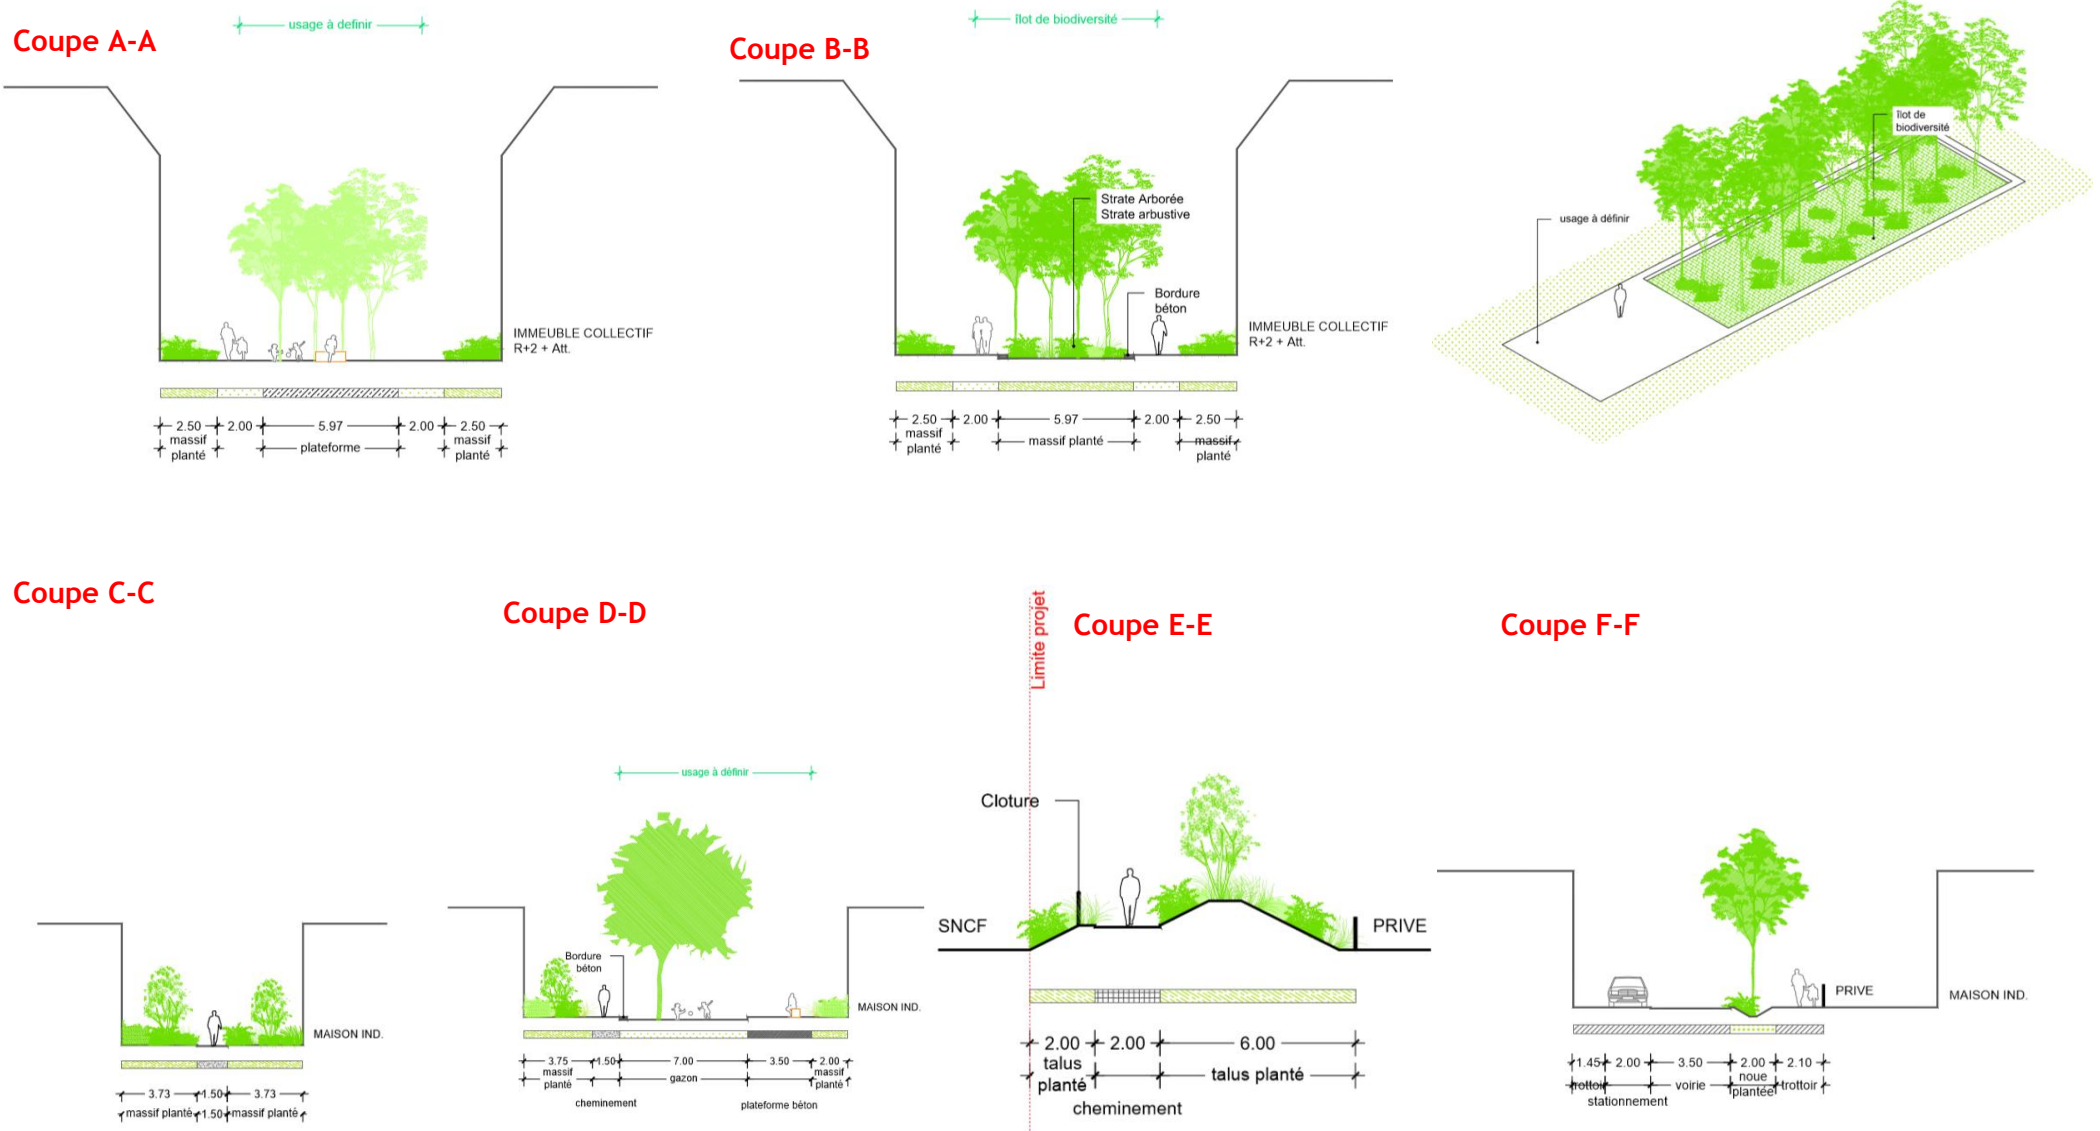 usage à definir
Coupe A-A
IMMEUBLE COLLECTIF
R+2 + Att.
2.50 2.00 5.97 2.00 2.50
massif
planté
plateforme
massif
planté
îlot de biodiversité
Coupe B-B
Strate Arborée
Strate arbustive
Bordure
béton
IMMEUBLE COLLECTIF
R+2 + Att.
2.50 2.00 5.97 2.00 2.50
massif
planté
massif planté
massif
planté
îlot de
biodiversité
usage à définir
Coupe C-C
MAISON IND.
3.73 1.50 3.73
massif planté 1.50 massif planté
Coupe D-D
usage à définir
Bordure
béton
MAISON IND.
3.75 1.50 7.00 3.50 2.00
massif
planté
gazon
massif
planté
cheminement
plateforme béton
Limite projet
Coupe E-E
Cloture
SNCF
PRIVE
2.00 2.00 6.00
talus
planté
talus planté
cheminement
Coupe F-F
PRIVE
MAISON IND.
1.45 2.00 3.50 2.00 2.10
trottoir
stationnement
voirie
noue
plantée
trottoir